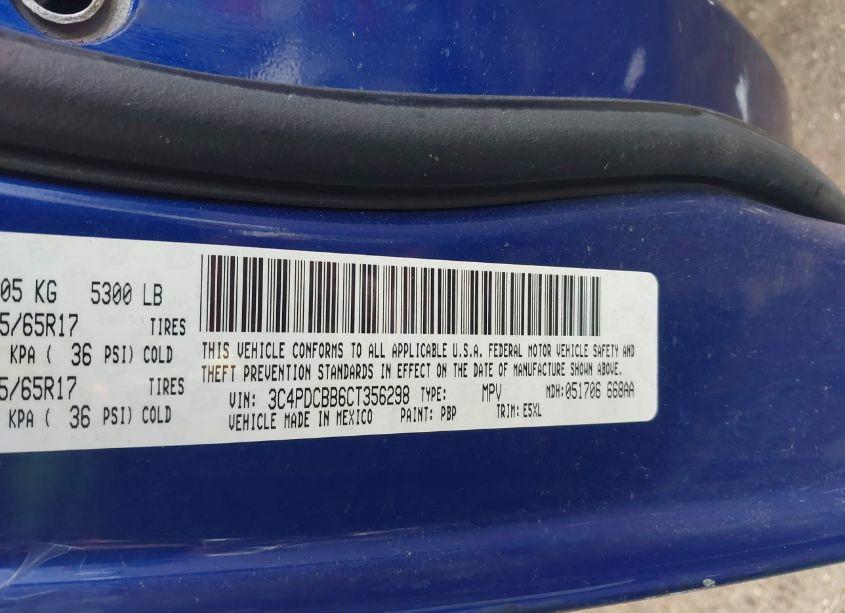 05 KG 5300 LB
5/65R17 TIRES
KPA ( 36 PSI) COLD
5/65R17 TIRES
KPA ( 36 PSI) COLD
THIS VEHICLE CONFORMS TO ALL APPLICABLE U.S.A. FEDERAL MOTOR VEHICLE SAFETY AND
THEFT PREVENTION STANDARDS IN EFFECT ON THE DATE OF MANUFACTURE SHOWN ABOVE.
VIN: 3C4PDCBB6CT356298 TYPE: MPV MDH:051706 668AA
VEHICLE MADE IN MEXICO PAINT: PBP TRIM: E5XL